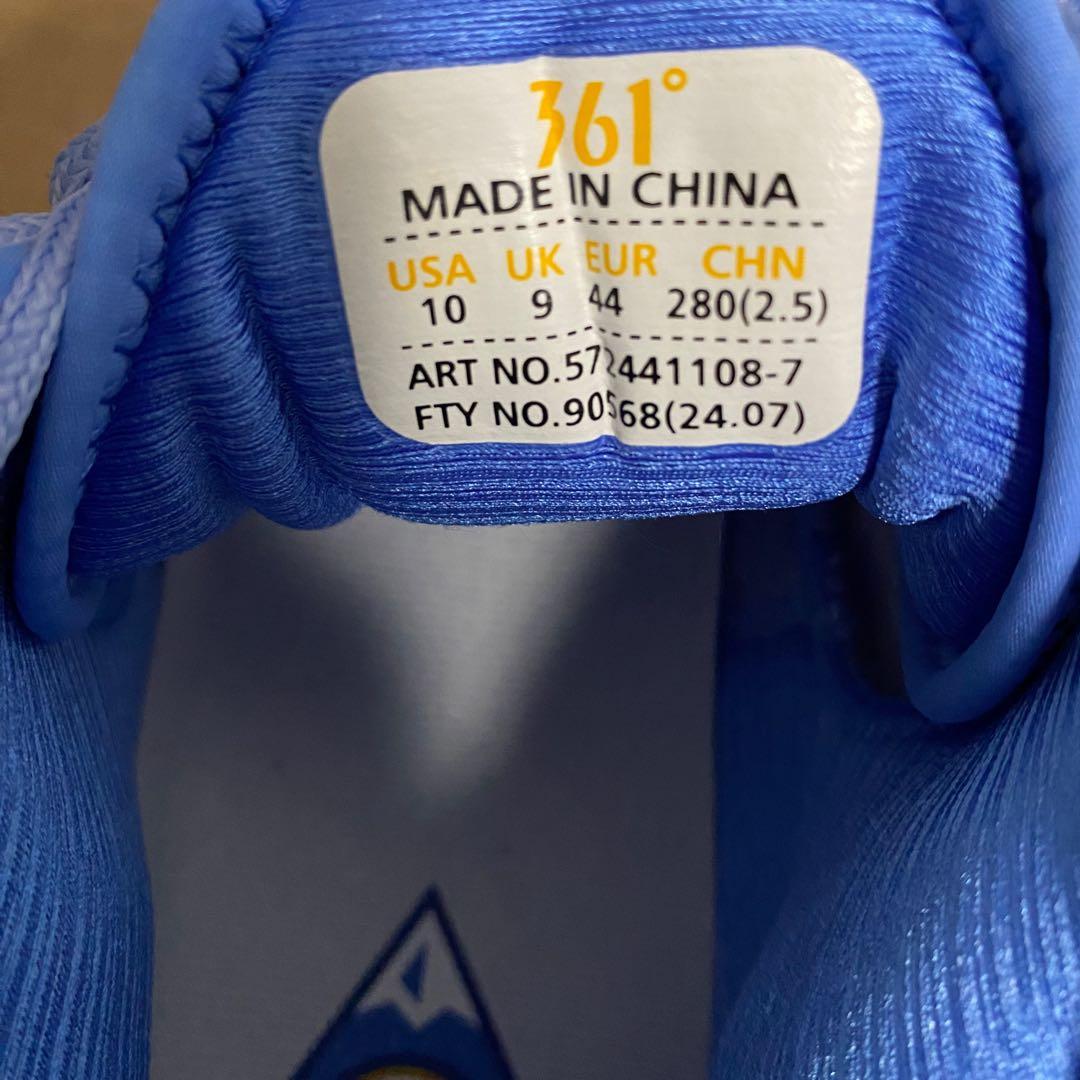 361°
MADE IN CHINA
USA UK EUR CHN
10 9 44 280(2.5)
ART NO.572441108-7
FTY NO.90568(24.07)